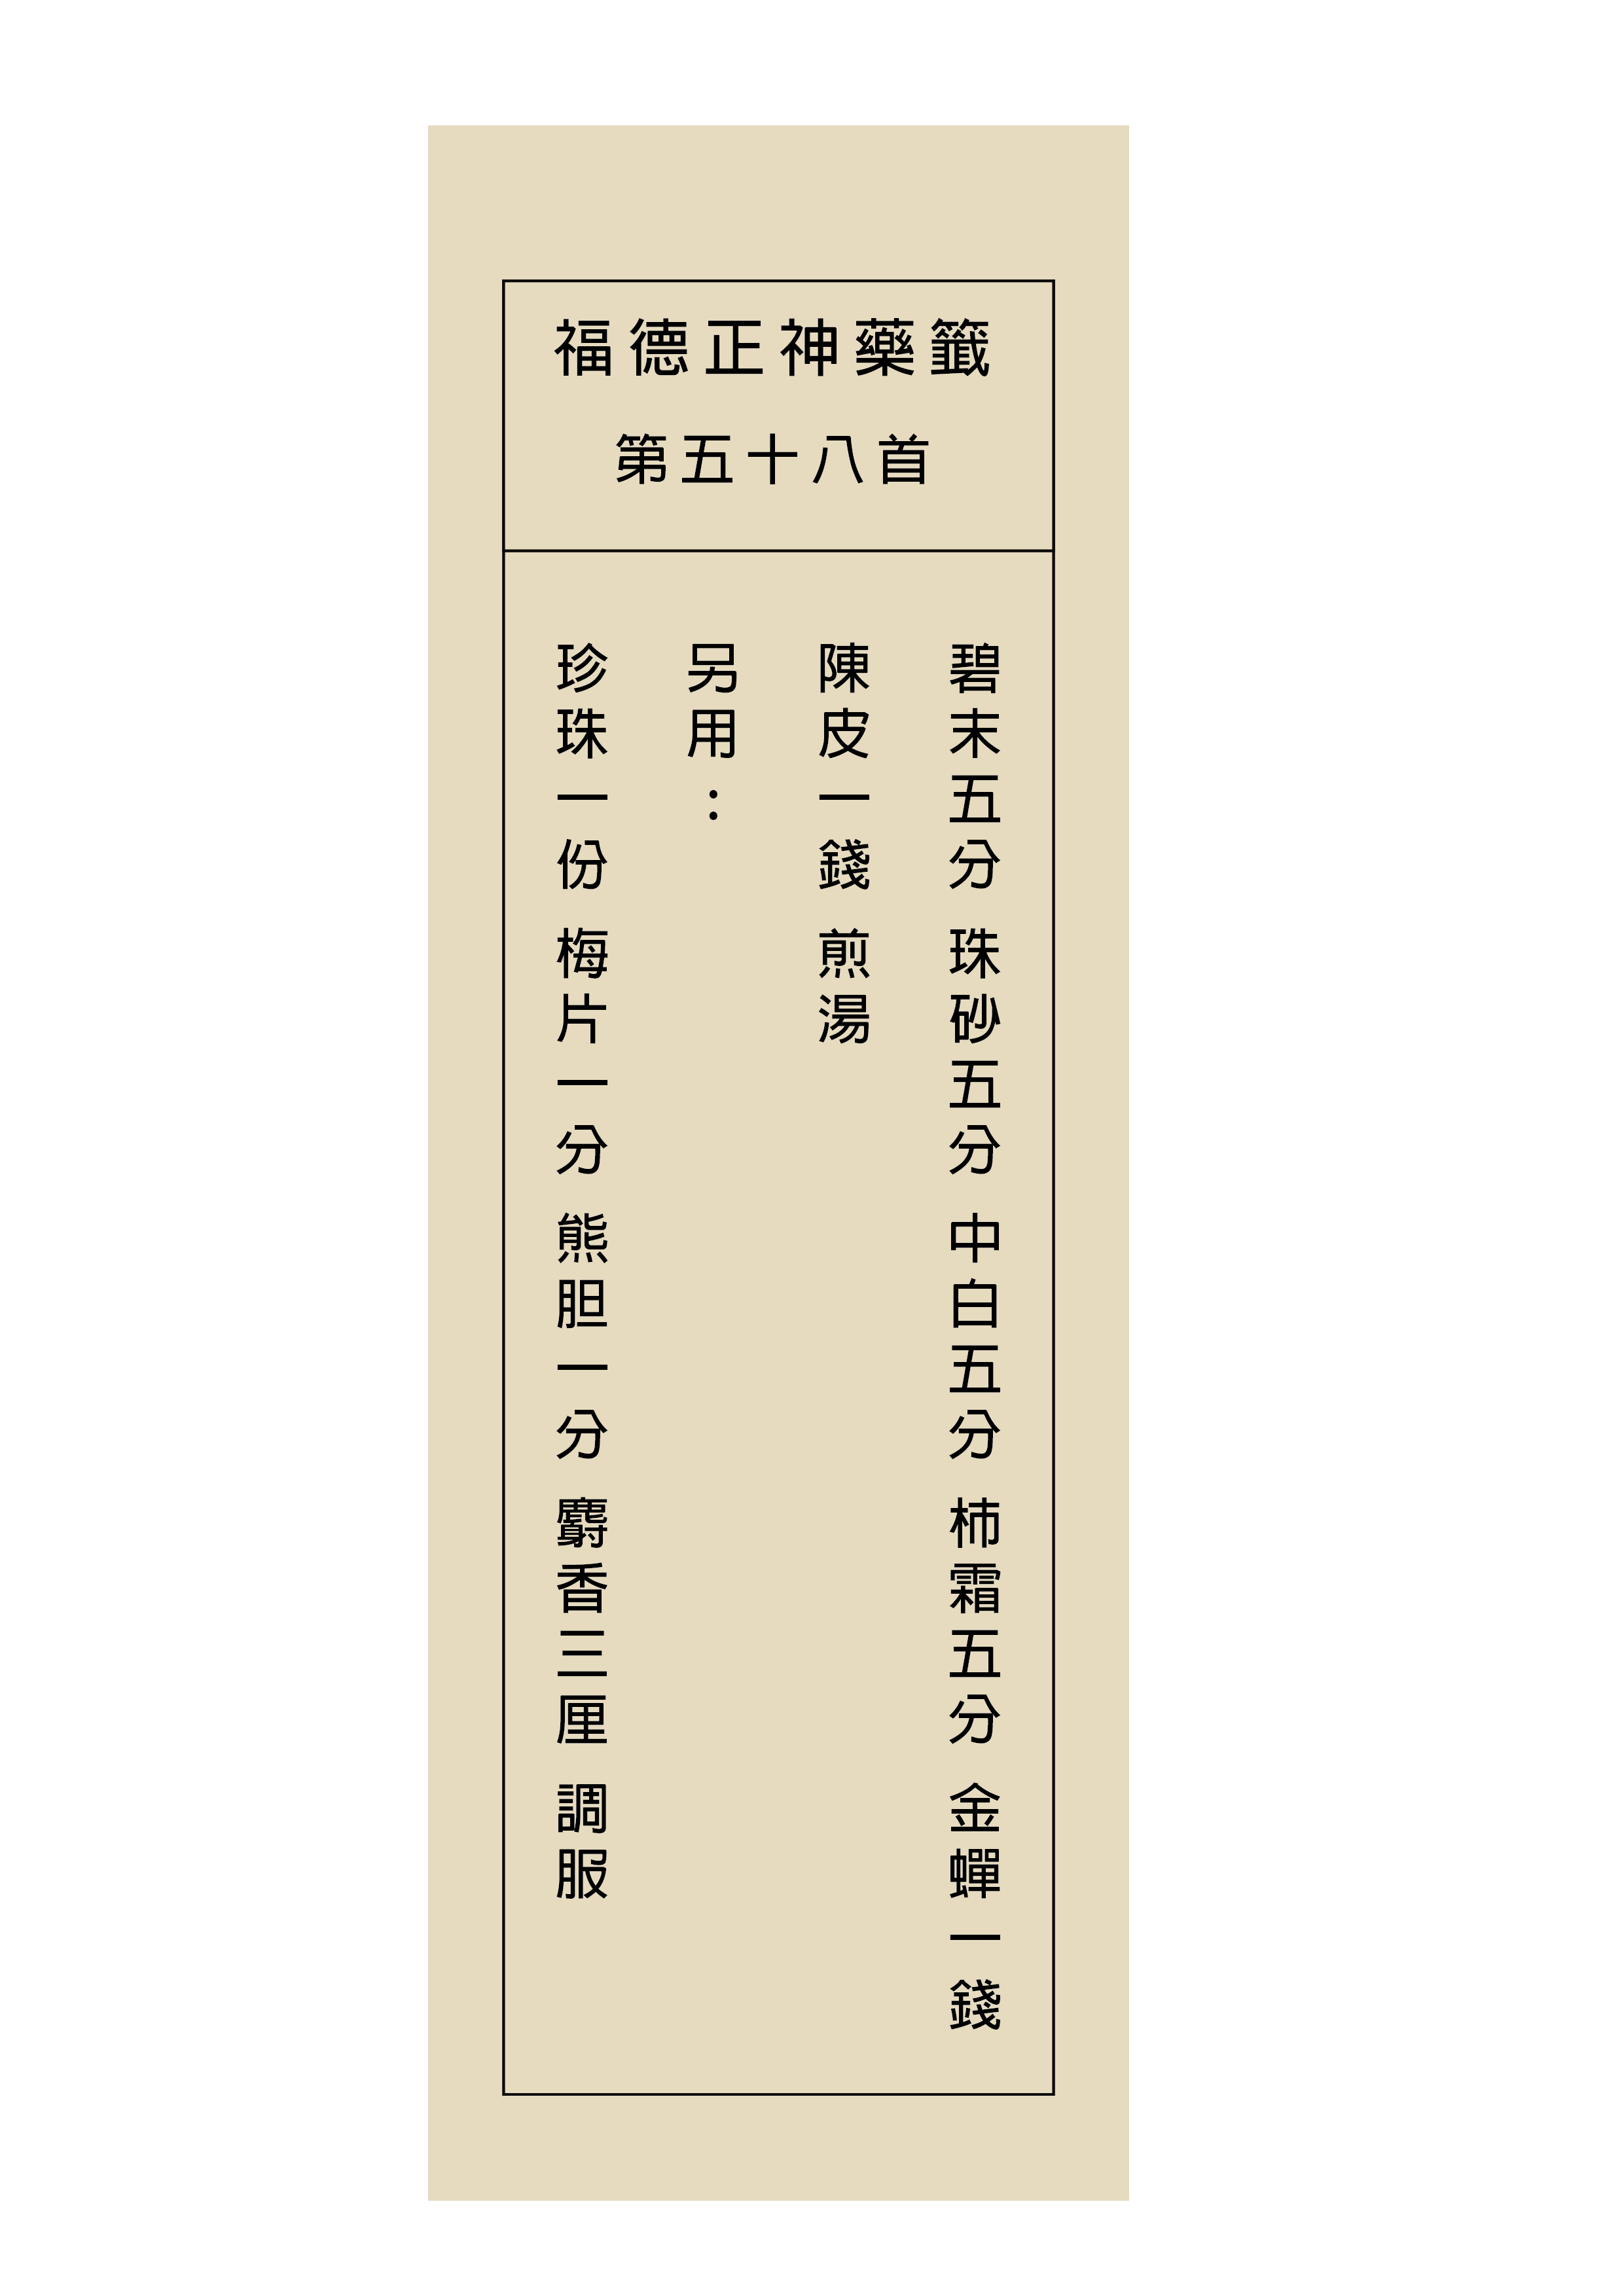 福德正神藥籤
第五十八首
碧末五分 珠砂五分 中白五分 柿霜五分 金蟬一錢
陳皮一錢 煎湯
另用：
珍珠一份 梅片一分 熊胆一分 麝香三厘 調服